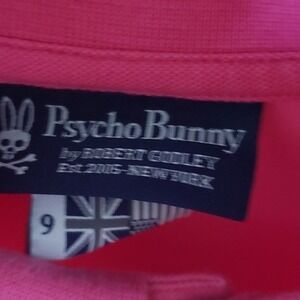 PsychoBunny
by ROBERT GODLEY
Est. 2005-NEW YORK
9